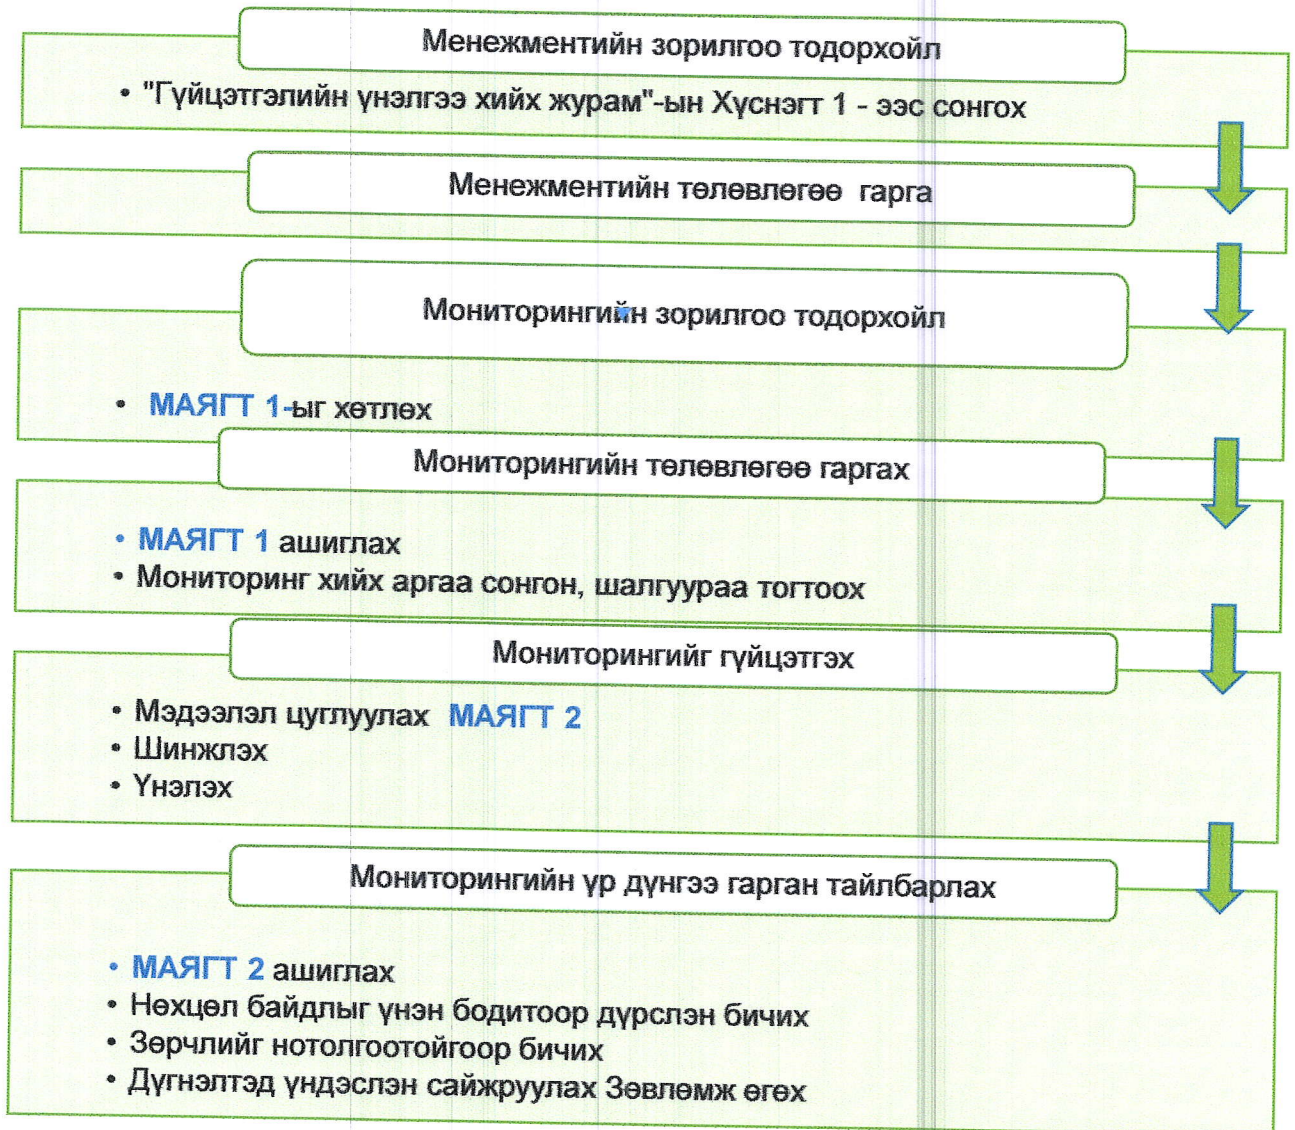 Менежментийн зорилгоо тодорхойл
• "Гүйцэтгэлийн үнэлгээ хийх журам"-ын Хүснэгт 1 - ээс сонгох
Менежментийн төлөвлөгөө гарга
Мониторингийн зорилгоо тодорхойл
• МАЯГТ 1-ыг хөтлөх
Мониторингийн төлөвлөгөө гаргах
• МАЯГТ 1 ашиглах
• Мониторинг хийх аргаа сонгон, шалгуураа тогтоох
Мониторингийг гүйцэтгэх
• Мэдээлэл цуглуулах МАЯГТ 2
• Шинжлэх
• Үнэлэх
Мониторингийн үр дүнгээ гарган тайлбарлах
• МАЯГТ 2 ашиглах
• Нөхцөл байдлыг үнэн бодитоор дүрслэн бичих
• Зөрчлийг нотолгоотойгоор бичих
• Дүгнэлтэд үндэслэн сайжруулах Зөвлөмж өгөх